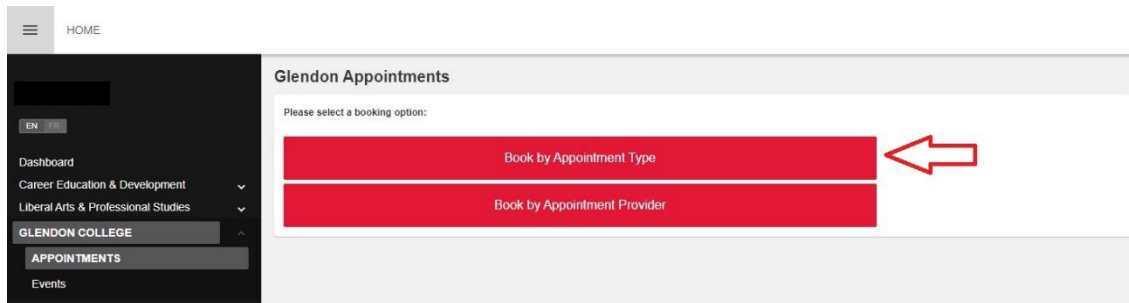 HOME
EN FR
Dashboard
Career Education & Development
Liberal Arts & Professional Studies
GLENDON COLLEGE
APPOINTMENTS
Events
Glendon Appointments
Please select a booking option:
Book by Appointment Type
Book by Appointment Provider